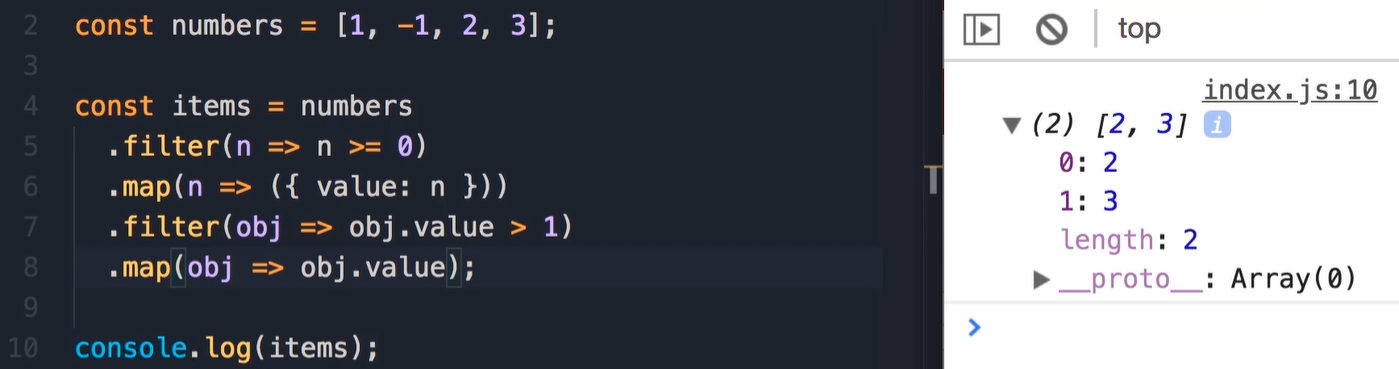 2 const numbers = [1, -1, 2, 3];
3
4 const items = numbers
5 .filter(n => n >= 0)
6 .map(n => ({ value: n }))
7 .filter(obj => obj.value > 1)
8 .map(obj => obj.value);
9
10 console.log(items);
top
index.js:10
▼ (2) [2, 3] i
0: 2
1: 3
length: 2
▶ __proto__: Array(0)
>
T